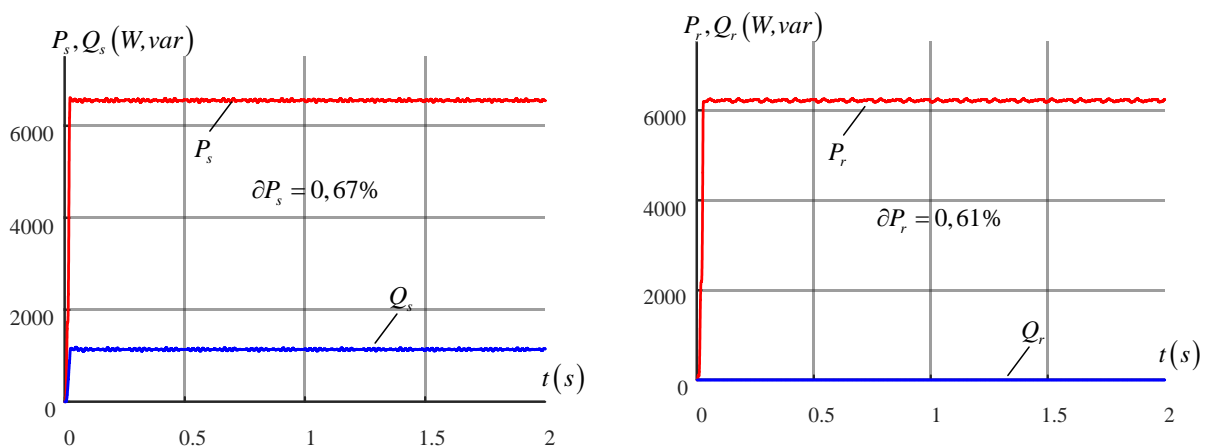 P_s, Q_s (W,var)
6000
P_s
∂P_s = 0,67%
4000
2000
Q_s
t(s)
0
0 0.5 1 1.5 2
P_r, Q_r (W,var)
6000
P_r
4000
∂P_r = 0,61%
2000
Q_r
t(s)
0
0 0.5 1 1.5 2